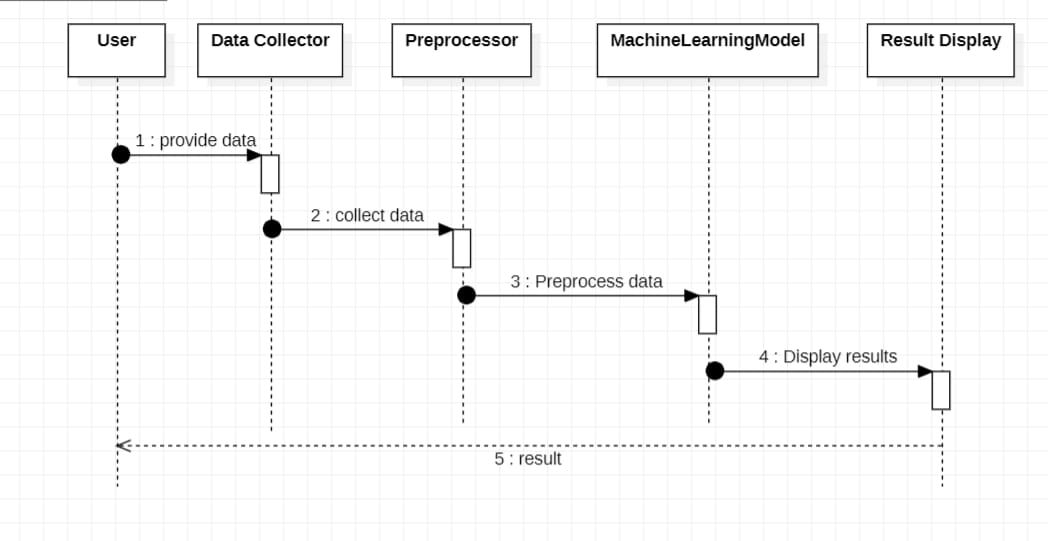 User
Data Collector
Preprocessor
MachineLearningModel
Result Display
1 : provide data
2 : collect data
3 : Preprocess data
4 : Display results
5 : result